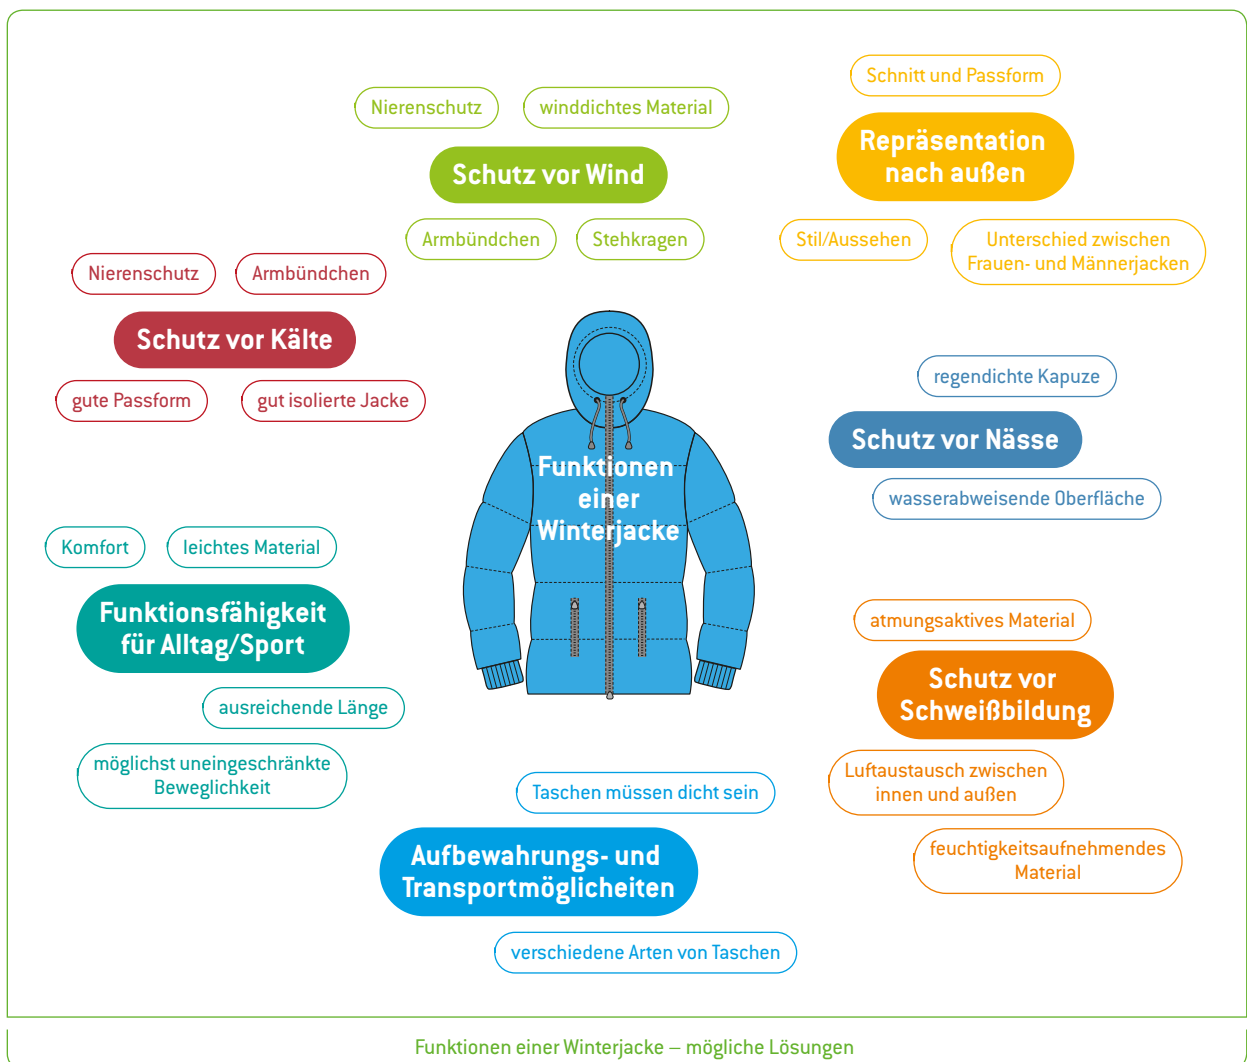 Schnitt und Passform
Nierenschutz
winddichtes Material
Repräsentation
nach außen
Schutz vor Wind
Armbündchen
Stehkragen
Stil/Aussehen
Unterschied zwischen
Frauen- und Männerjacken
Nierenschutz
Armbündchen
Schutz vor Kälte
gute Passform
gut isolierte Jacke
regendichte Kapuze
Schutz vor Nässe
wasserabweisende Oberfläche
Funktionen
einer
Winterjacke
Komfort
leichtes Material
Funktionsfähigkeit
für Alltag/Sport
ausreichende Länge
möglichst uneingeschränkte
Beweglichkeit
atmungsaktives Material
Schutz vor
Schweißbildung
Luftaustausch zwischen
innen und außen
feuchtigkeitsaufnehmendes
Material
Taschen müssen dicht sein
Aufbewahrungs- und
Transportmöglicheiten
verschiedene Arten von Taschen
Funktionen einer Winterjacke – mögliche Lösungen